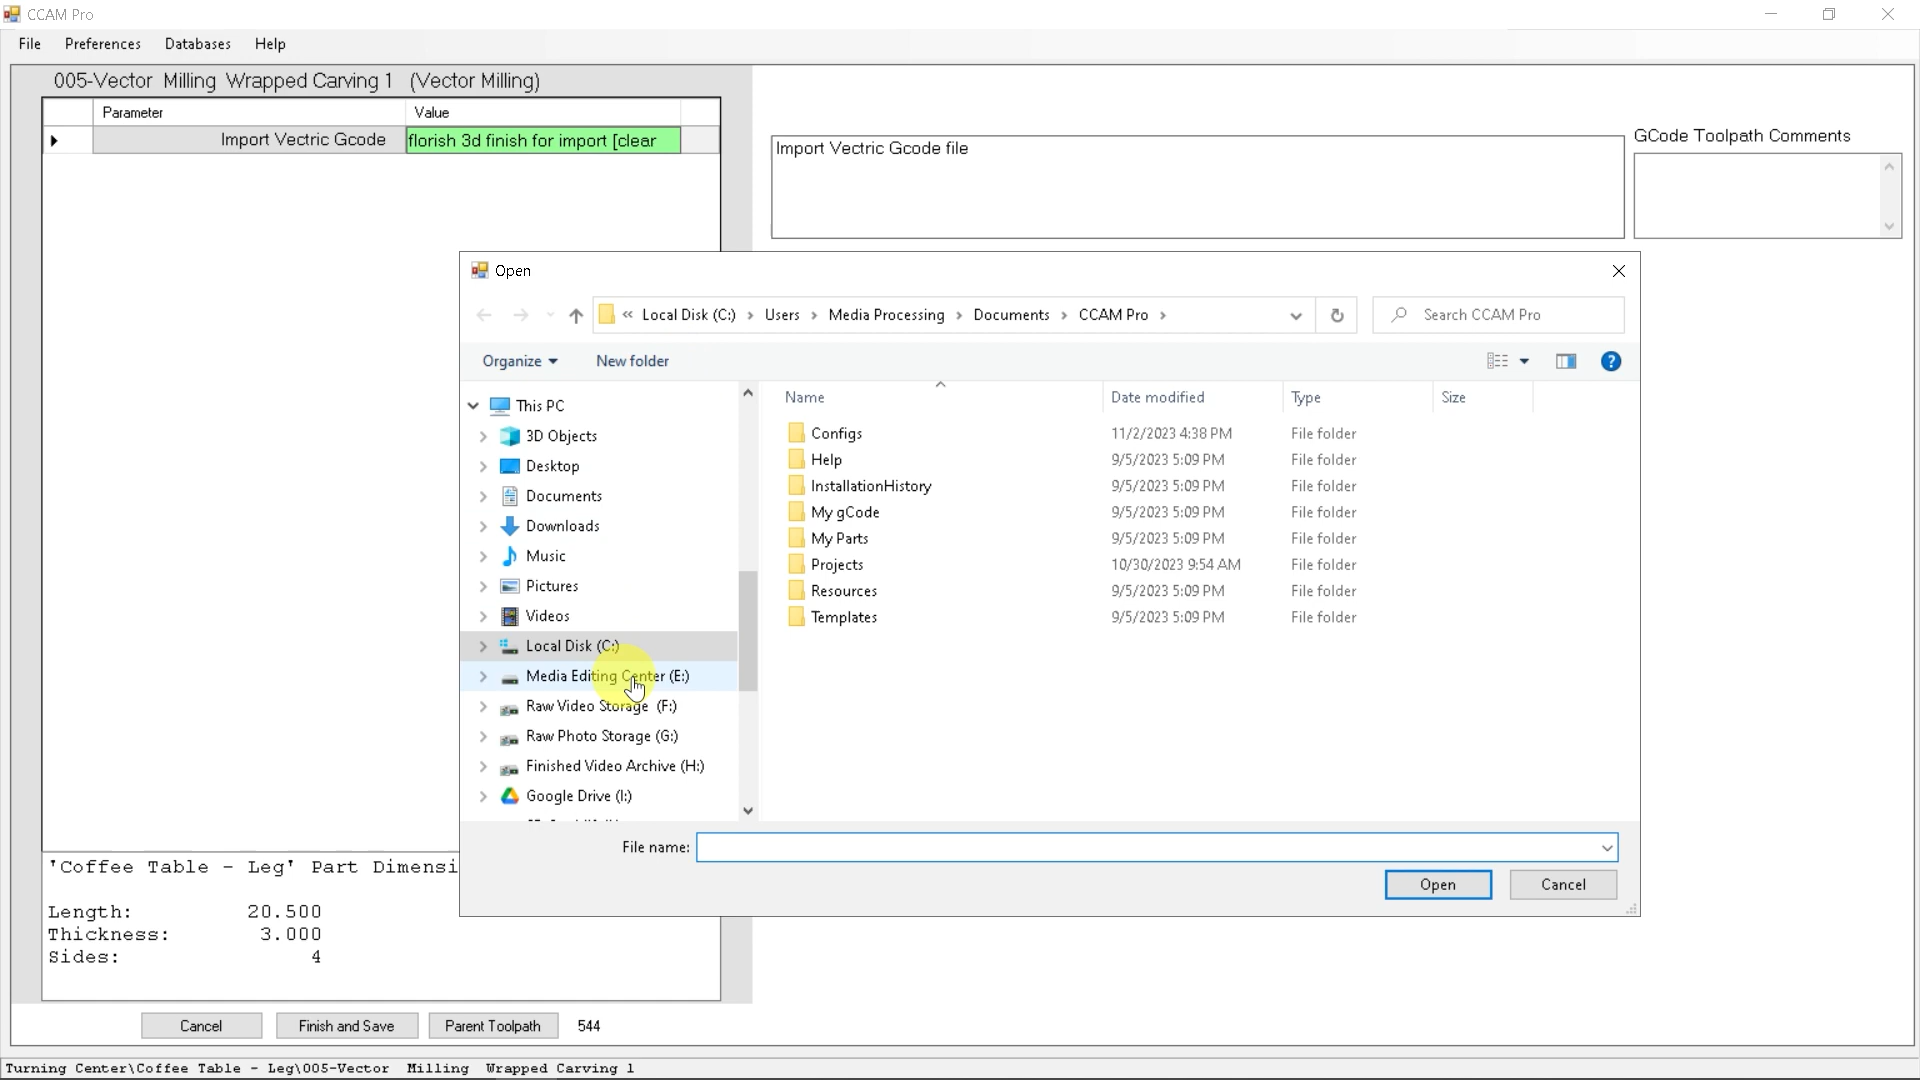 CCAM Pro
File Preferences Databases Help
005-Vector Milling Wrapped Carving 1 (Vector Milling)
Parameter Value
Import Vectric Gcode florish 3d finish for import [clear
Import Vectric Gcode file
GCode Toolpath Comments
Open
« Local Disk (C:) › Users › Media Processing › Documents › CCAM Pro ›
Search CCAM Pro
Organize New folder
This PC
3D Objects
Desktop
Documents
Downloads
Music
Pictures
Videos
Local Disk (C:)
Media Editing Center (E:)
Raw Video Storage (F:)
Raw Photo Storage (G:)
Finished Video Archive (H:)
Google Drive (I:)
Name Date modified Type Size
Configs 11/2/2023 4:38 PM File folder
Help 9/5/2023 5:09 PM File folder
InstallationHistory 9/5/2023 5:09 PM File folder
My gCode 9/5/2023 5:09 PM File folder
My Parts 9/5/2023 5:09 PM File folder
Projects 10/30/2023 9:54 AM File folder
Resources 9/5/2023 5:09 PM File folder
Templates 9/5/2023 5:09 PM File folder
File name:
Open Cancel
'Coffee Table - Leg' Part Dimensi
Length: 20.500
Thickness: 3.000
Sides: 4
Cancel Finish and Save Parent Toolpath 544
Turning Center\Coffee Table - Leg\005-Vector Milling Wrapped Carving 1